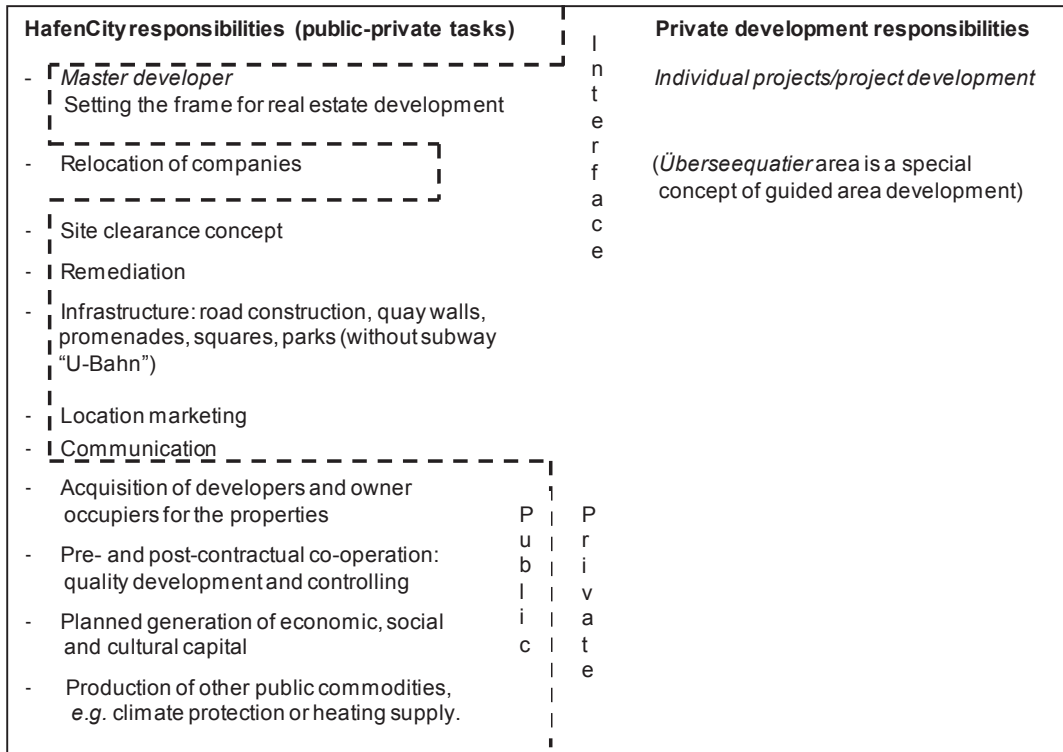 HafenCity responsibilities (public-private tasks)
- Master developer
Setting the frame for real estate development
- Relocation of companies
- Site clearance concept
- Remediation
- Infrastructure: road construction, quay walls,
promenades, squares, parks (without subway
“U-Bahn”)
- Location marketing
- Communication
- Acquisition of developers and owner
occupiers for the properties
- Pre- and post-contractual co-operation:
quality development and controlling
- Planned generation of economic, social
and cultural capital
- Production of other public commodities,
e.g. climate protection or heating supply.
Interface
Public
Private
Private development responsibilities
Individual projects/project development
(Überseequatier area is a special
concept of guided area development)